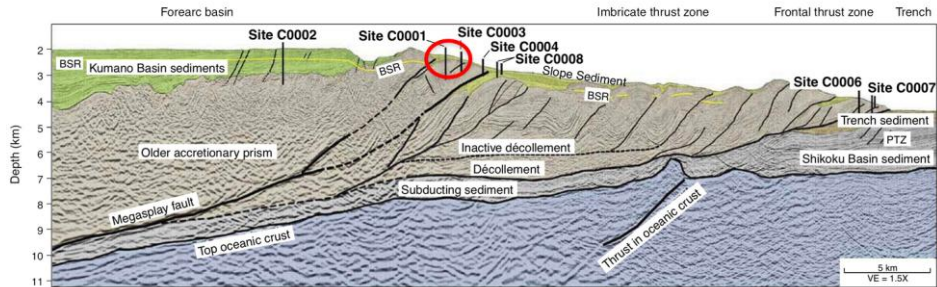 Forearc basin
Imbricate thrust zone
Frontal thrust zone
Trench
Site C0001
Site C0003
Site C0002
Site C0004
Site C0008
BSR
Kumano Basin sediments
BSR
Slope Sediment
BSR
Site C0006
Site C0007
Trench sediment
PTZ
Older accretionary prism
Inactive décollement
Shikoku Basin sediment
Décollement
Subducting sediment
Megasplay fault
Top oceanic crust
Thrust in oceanic crust
Depth (km)
2
3
4
5
6
7
8
9
10
11
5 km
VE = 1.5X